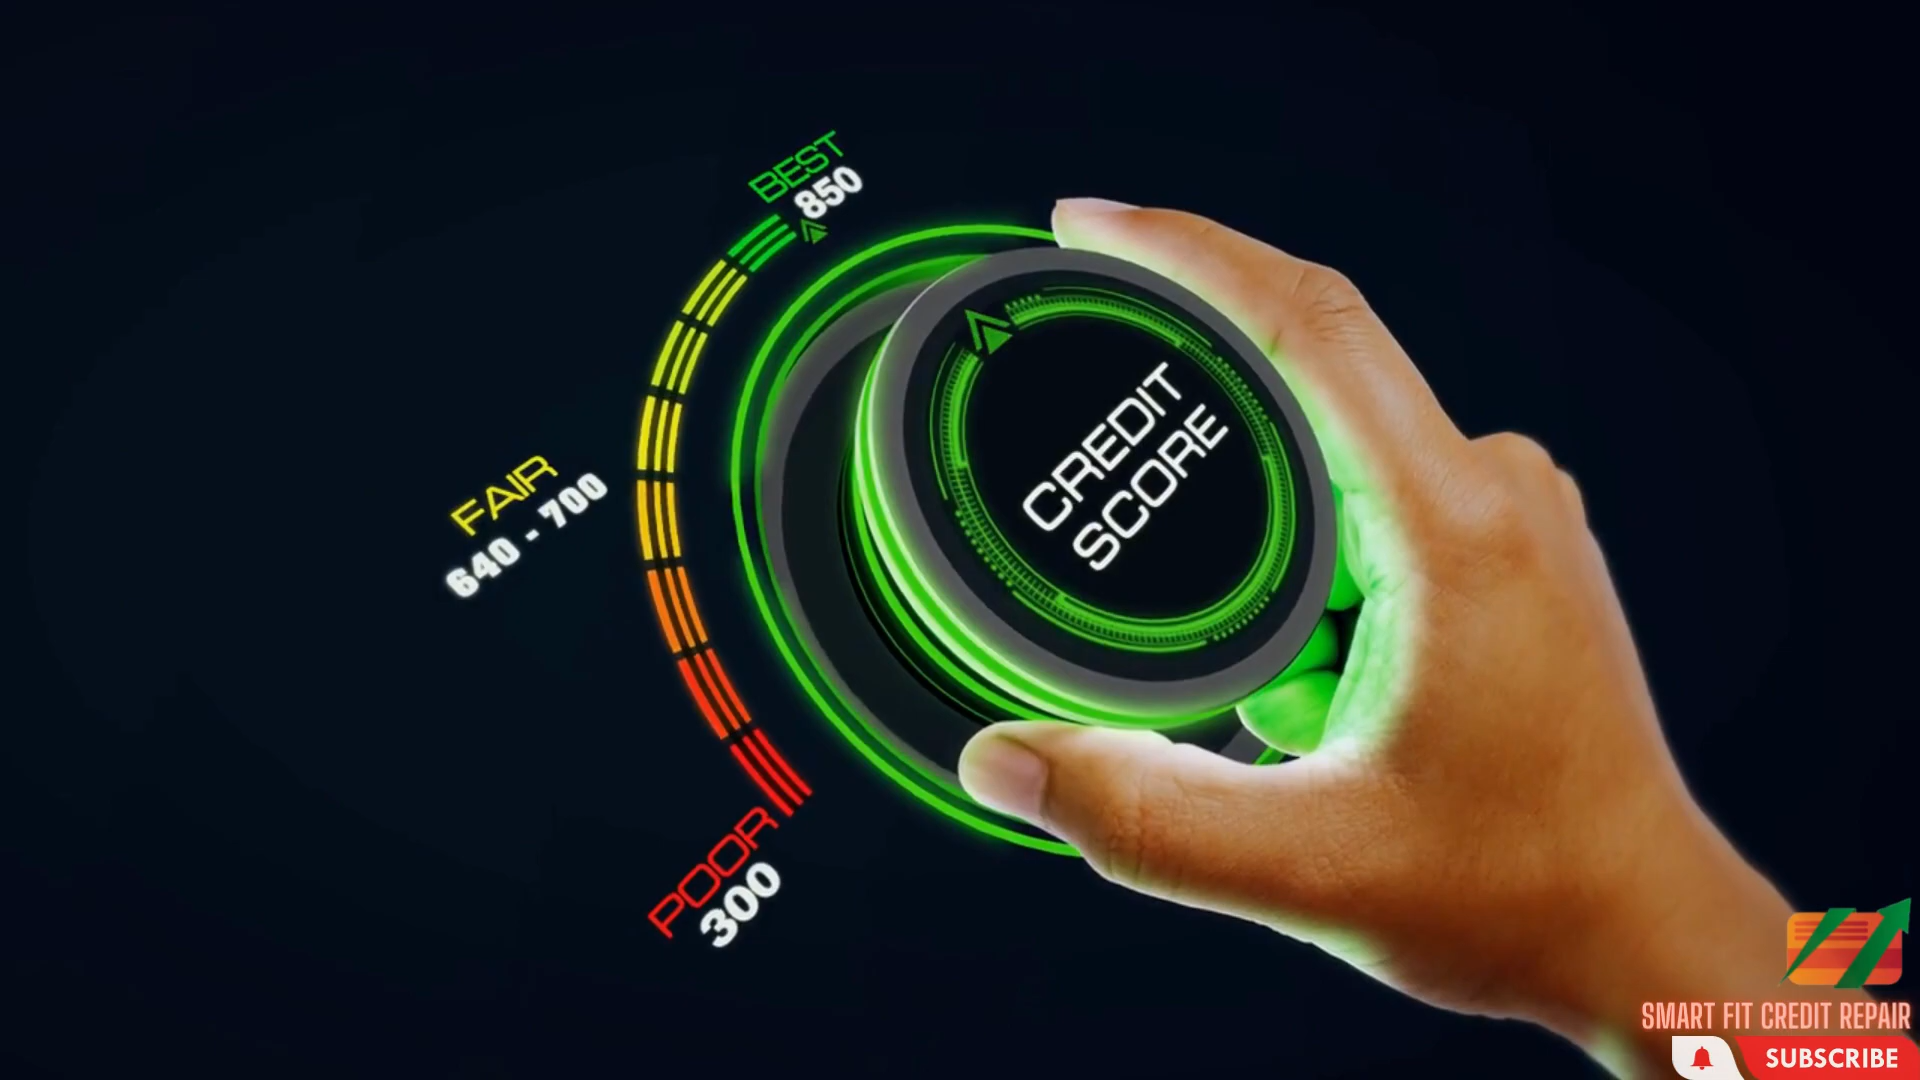 BEST
850
FAIR
640 - 700
CREDIT
SCORE
POOR
300
SMART FIT CREDIT REPAIR
SUBSCRIBE